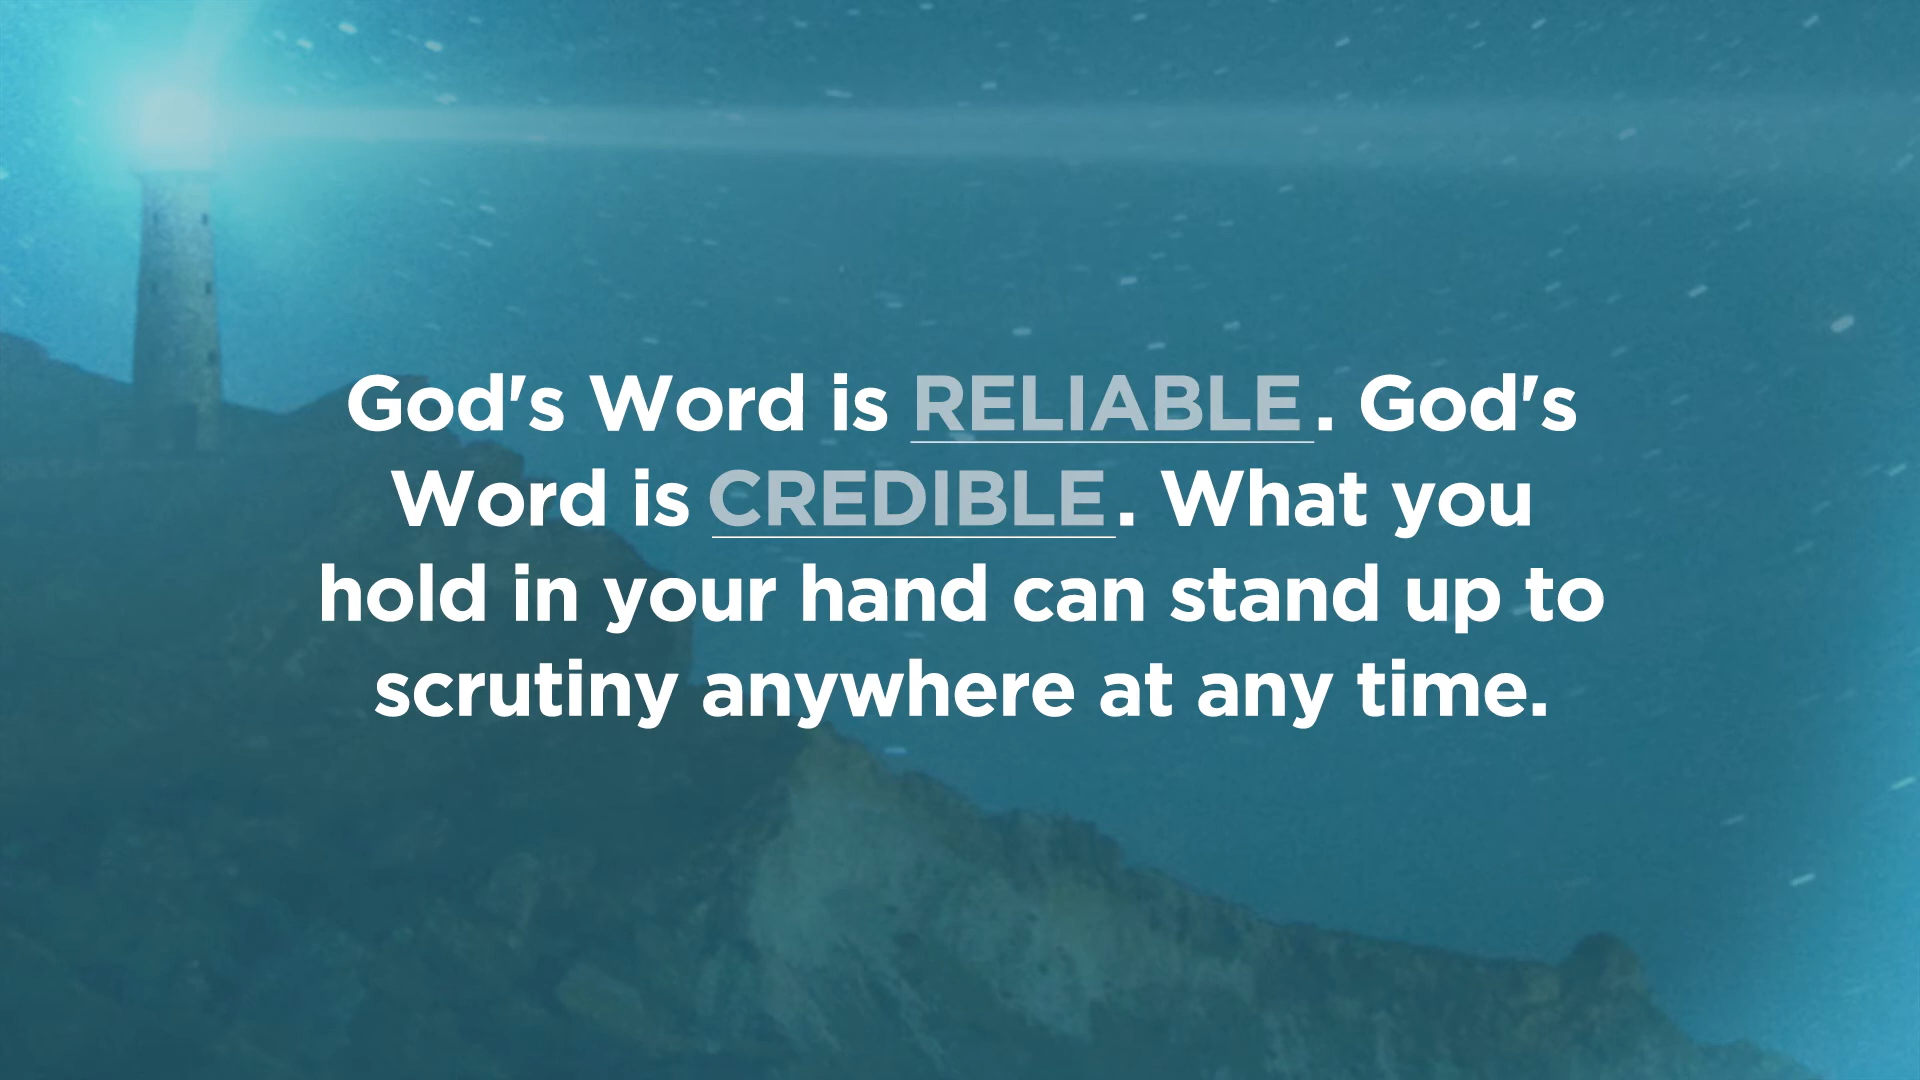 God's Word is RELIABLE. God's
Word is CREDIBLE. What you
hold in your hand can stand up to
scrutiny anywhere at any time.